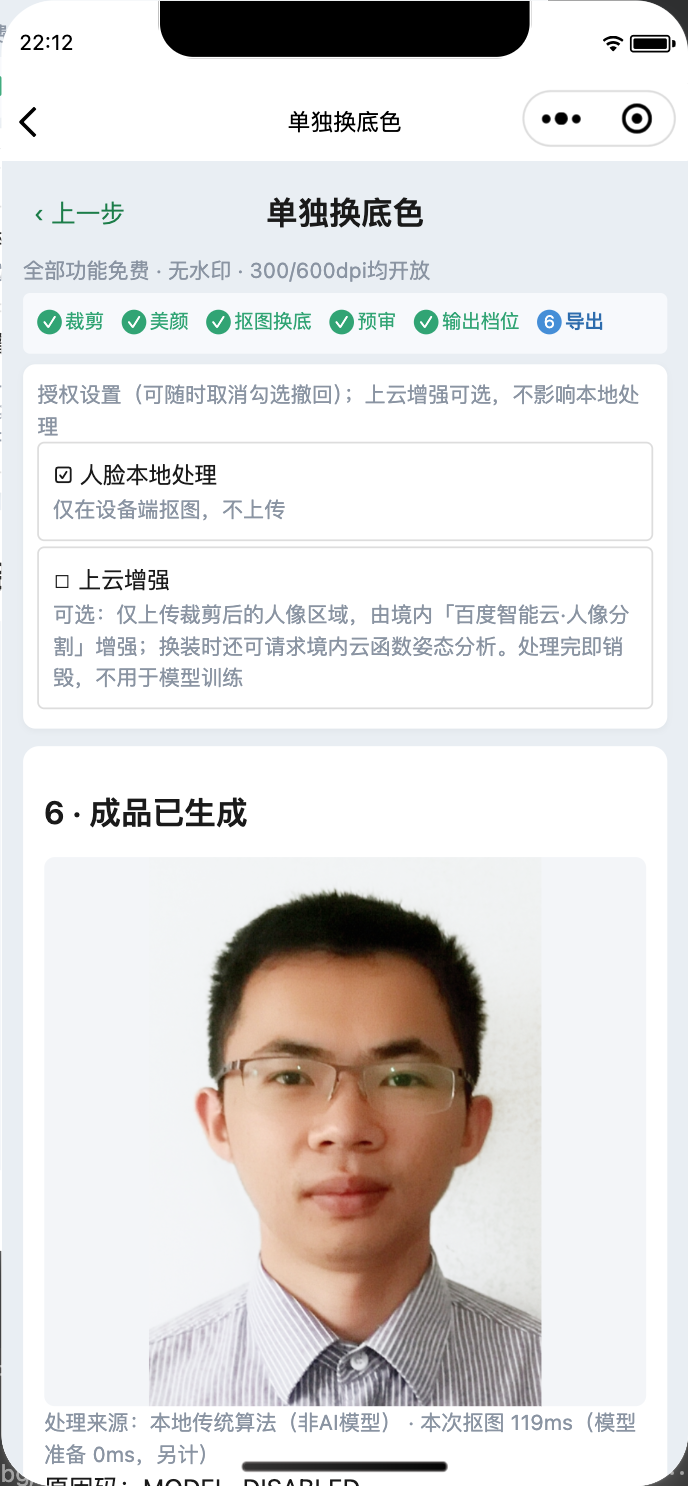 22:12
单独换底色
‹ 上一步
单独换底色
全部功能免费 · 无水印 · 300/600dpi均开放
裁剪 美颜 抠图换底 预审 输出档位 6 导出
授权设置（可随时取消勾选撤回）；上云增强可选，不影响本地处
理
人脸本地处理
仅在设备端抠图，不上传
上云增强
可选：仅上传裁剪后的人像区域，由境内「百度智能云·人像分
割」增强；换装时还可请求境内云函数姿态分析。处理完即销
毁，不用于模型训练
6 · 成品已生成
处理来源：本地传统算法（非AI模型） · 本次抠图 119ms（模型
准备 0ms，另计）
原因码：MODEL_DISABLED